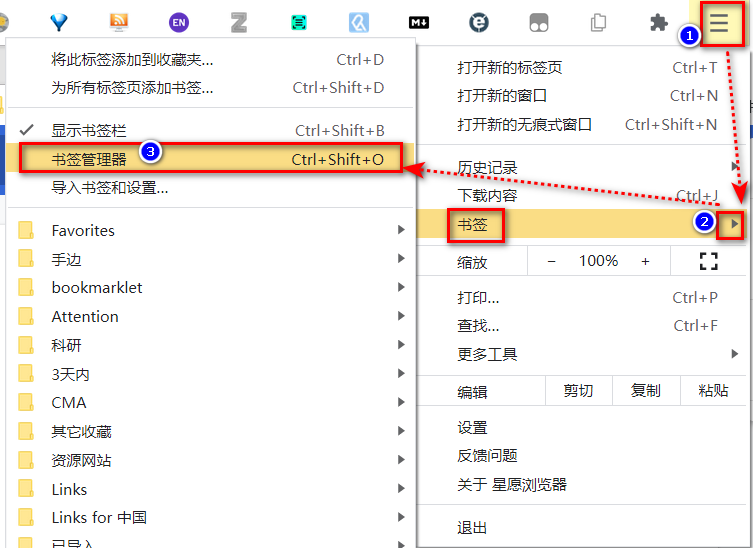 EN
Z
M↓
1
将此标签添加到收藏夹... Ctrl+D
为所有标签页添加书签... Ctrl+Shift+D
显示书签栏 Ctrl+Shift+B
书签管理器 3 Ctrl+Shift+O
导入书签和设置...
Favorites
手边
bookmarklet
Attention
科研
3天内
CMA
其它收藏
资源网站
Links
Links for 中国
已导入
打开新的标签页 Ctrl+T
打开新的窗口 Ctrl+N
打开新的无痕式窗口 Ctrl+Shift+N
历史记录
下载内容 Ctrl+J
书签 2
缩放 − 100% +
打印... Ctrl+P
查找... Ctrl+F
更多工具
编辑 剪切 复制 粘贴
设置
反馈问题
关于 星愿浏览器
退出